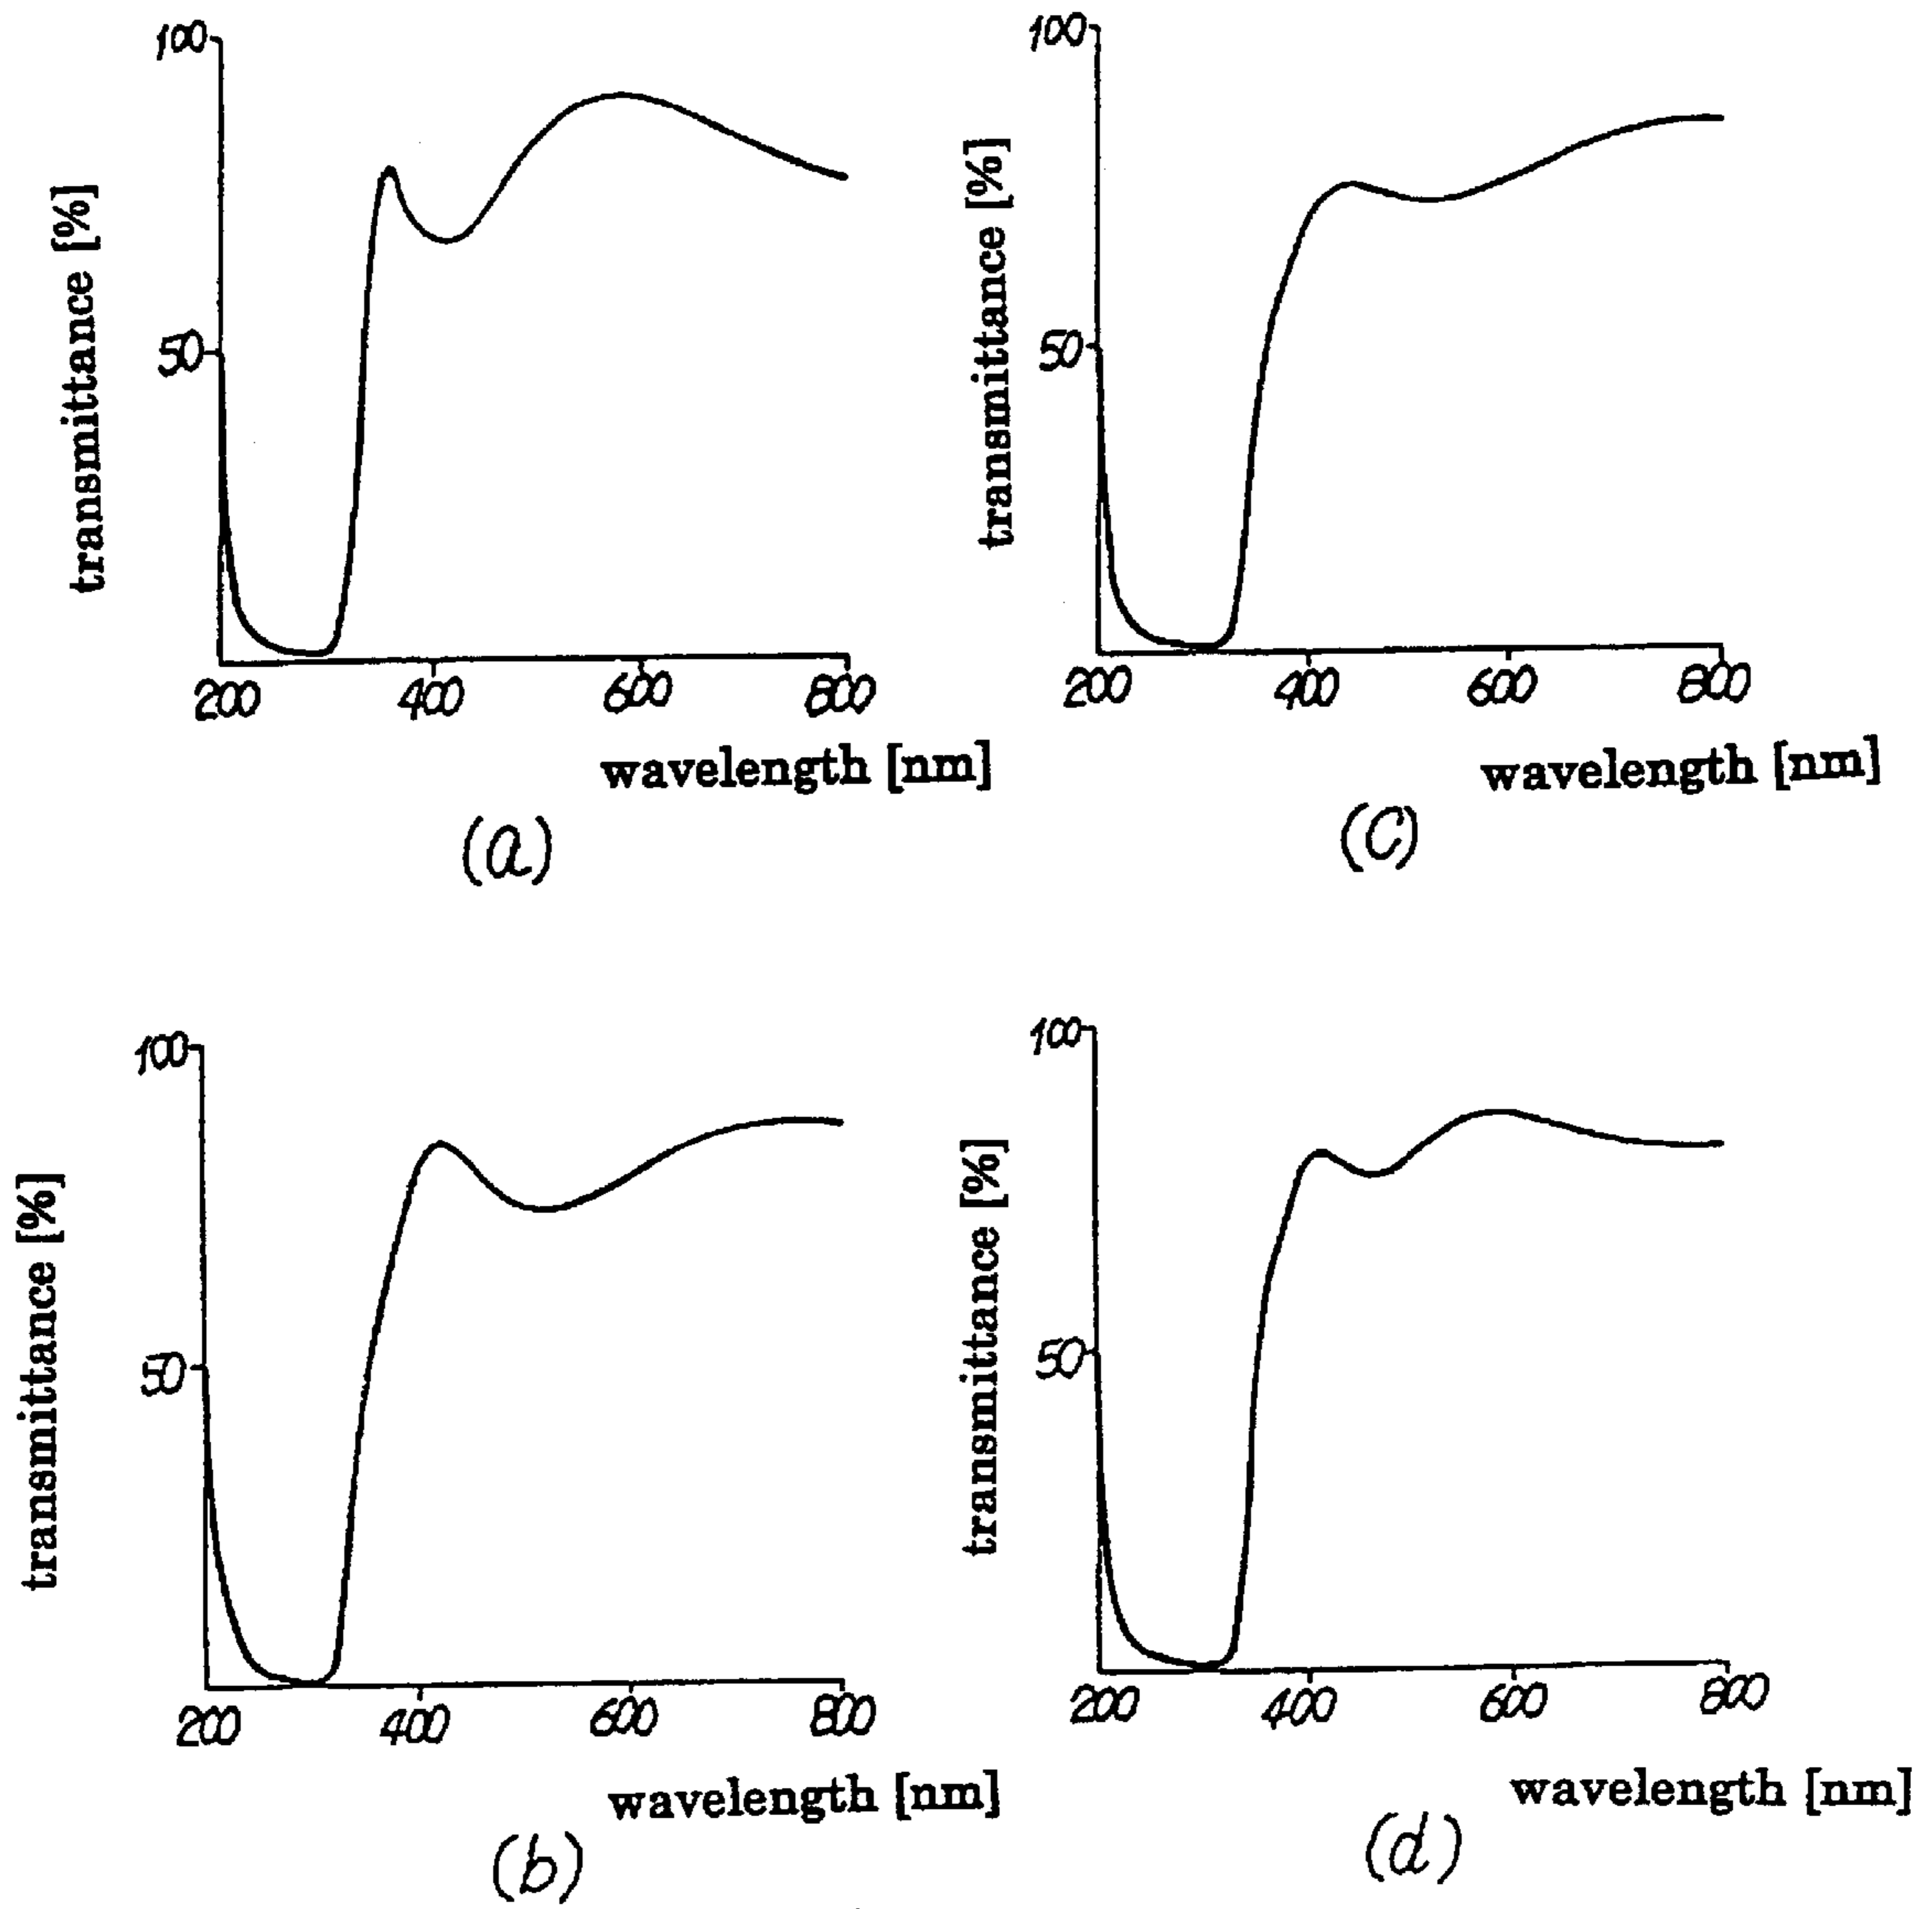 100
50
transmittance [%]
200 400 600 800
wavelength [nm]
(a)
100
50
transmittance [%]
200 400 600 800
wavelength [nm]
(c)
100
50
transmittance [%]
200 400 600 800
wavelength [nm]
(b)
100
50
transmittance [%]
200 400 600 800
wavelength [nm]
(d)